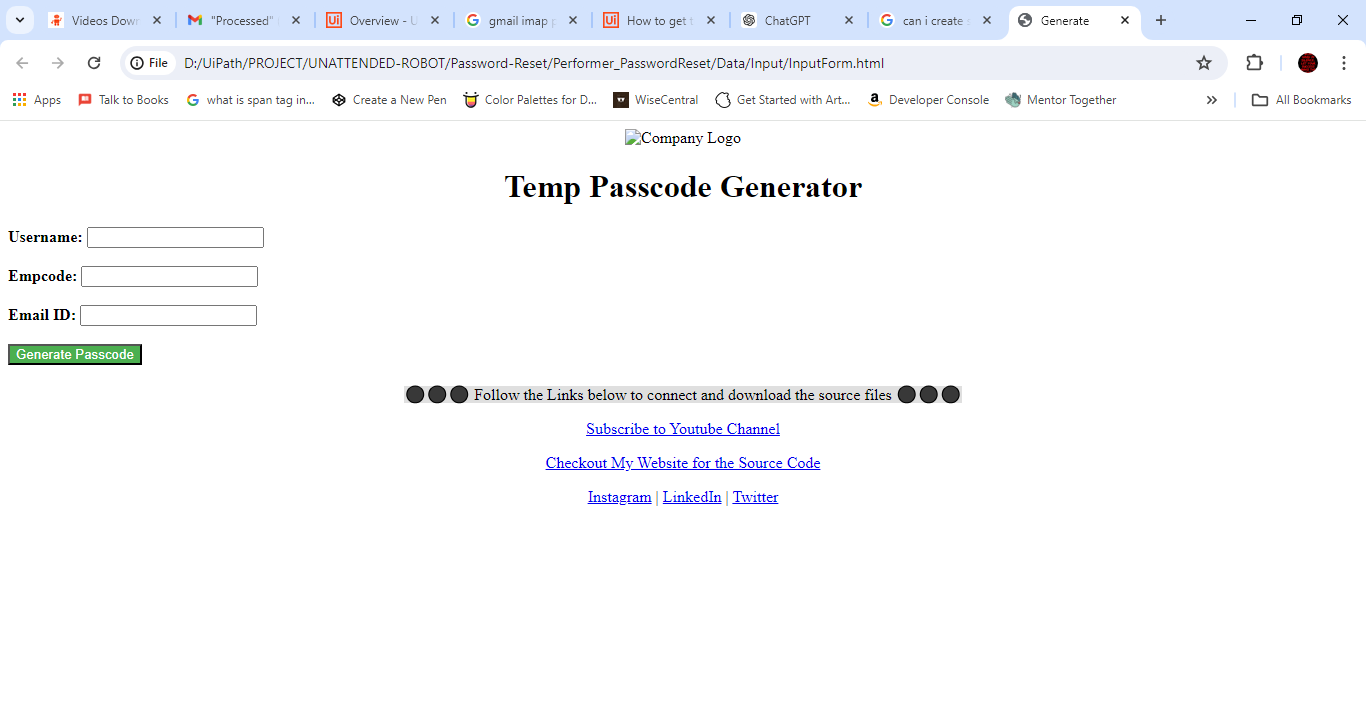 Videos Down
"Processed"
Overview - U
gmail imap p
How to get t
ChatGPT
can i create s
Generate
File D:/UiPath/PROJECT/UNATTENDED-ROBOT/Password-Reset/Performer_PasswordReset/Data/Input/InputForm.html
Apps Talk to Books what is span tag in... Create a New Pen Color Palettes for D... WiseCentral Get Started with Art... Developer Console Mentor Together » All Bookmarks
Company Logo
Temp Passcode Generator
Username:
Empcode:
Email ID:
Generate Passcode
Follow the Links below to connect and download the source files
Subscribe to Youtube Channel
Checkout My Website for the Source Code
Instagram | LinkedIn | Twitter